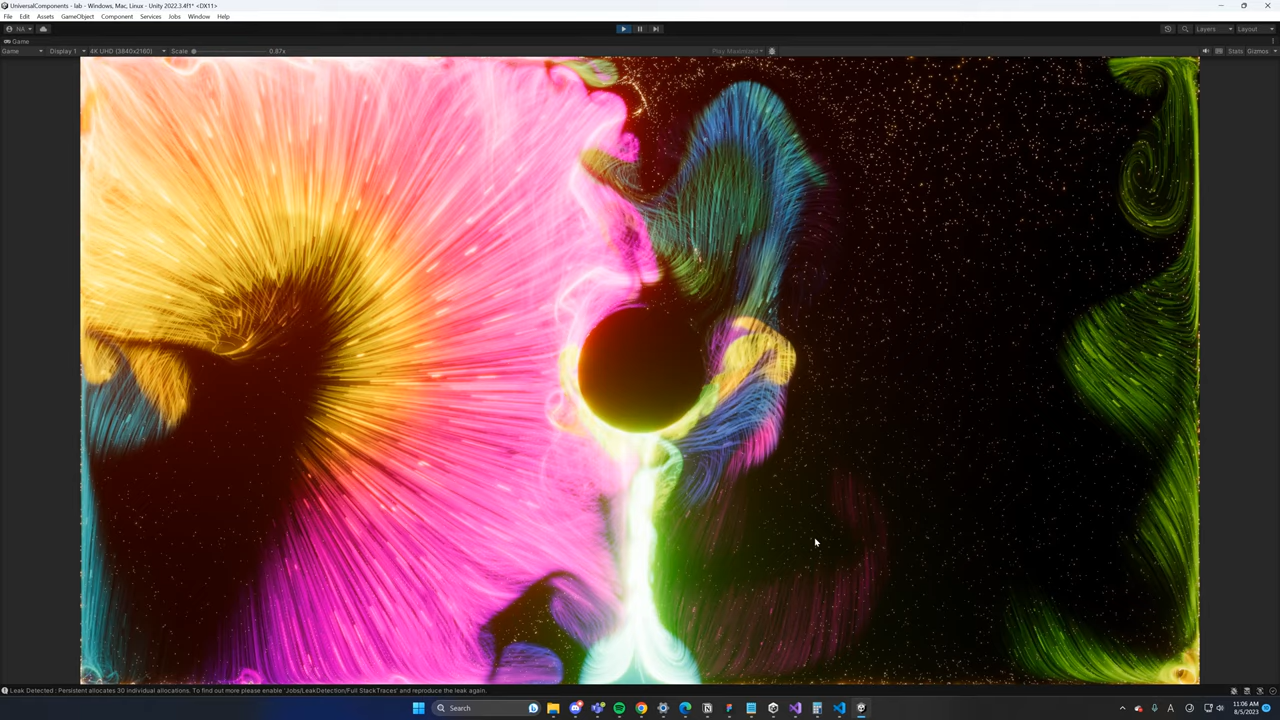 UniversalComponents - lab - Windows, Mac, Linux - Unity 2022.3.4f1* <DX11>
File Edit Assets GameObject Component Services Jobs Window Help
NA
Layers Layout
Game
Game Display 1 4K UHD (3840x2160) Scale 0.87x Play Maximized Stats Gizmos
Leak Detected : Persistent allocates 30 individual allocations. To find out more please enable 'Jobs/LeakDetection/Full StackTraces' and reproduce the leak again.
Search
11:06 AM
8/5/2023